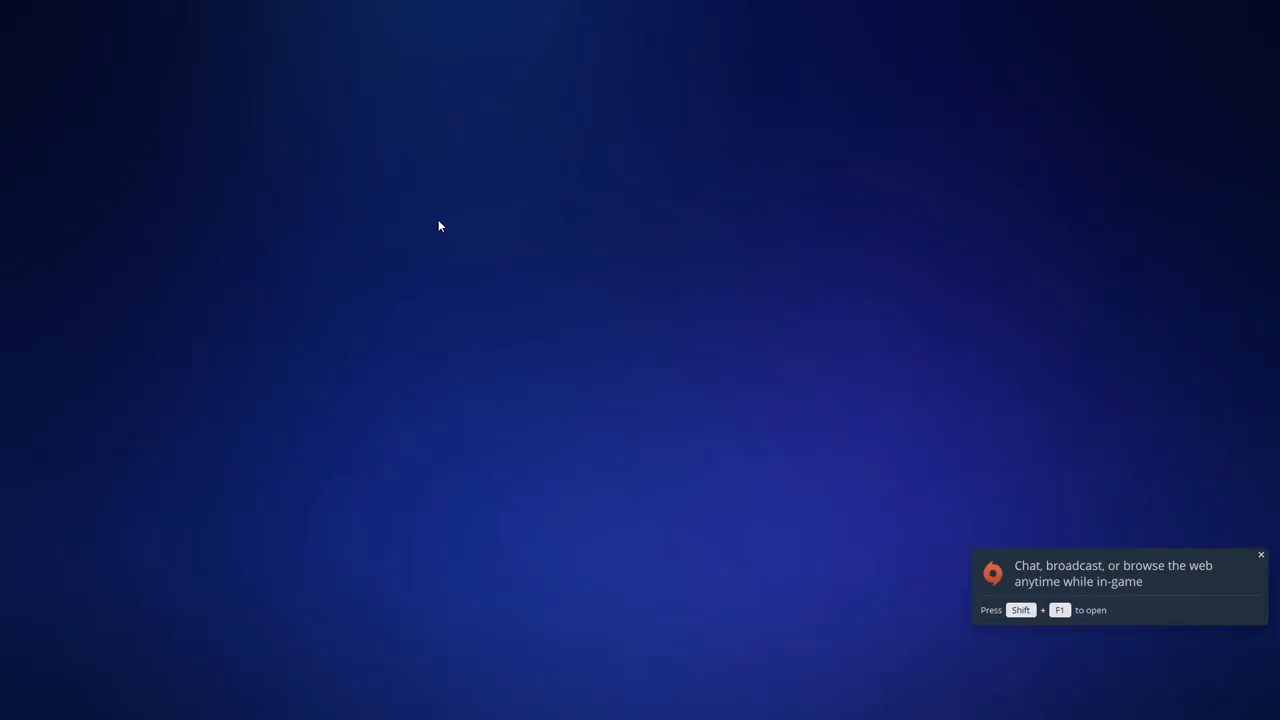 Chat, broadcast, or browse the web
anytime while in-game
Press Shift + F1 to open